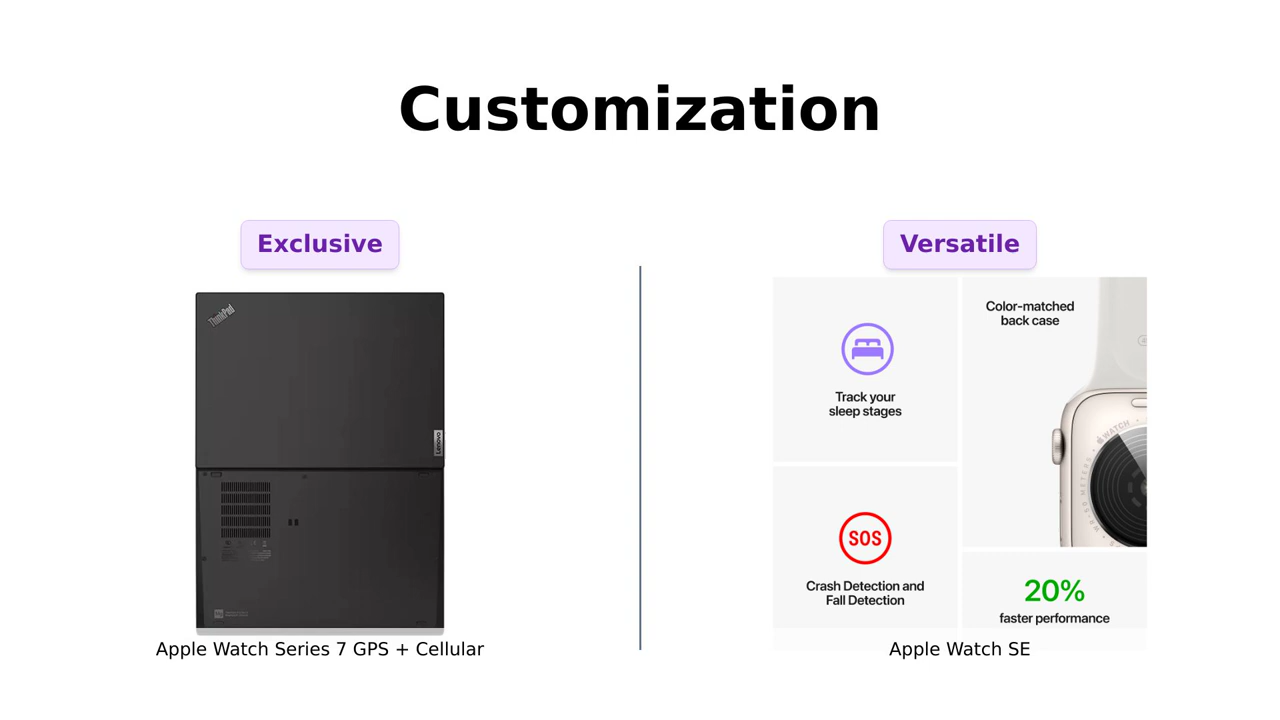 Customization
Exclusive
ThinkPad
Lenovo
Apple Watch Series 7 GPS + Cellular
Versatile
Track your
sleep stages
Color-matched
back case
WATCH
SOS
Crash Detection and
Fall Detection
20%
faster performance
Apple Watch SE